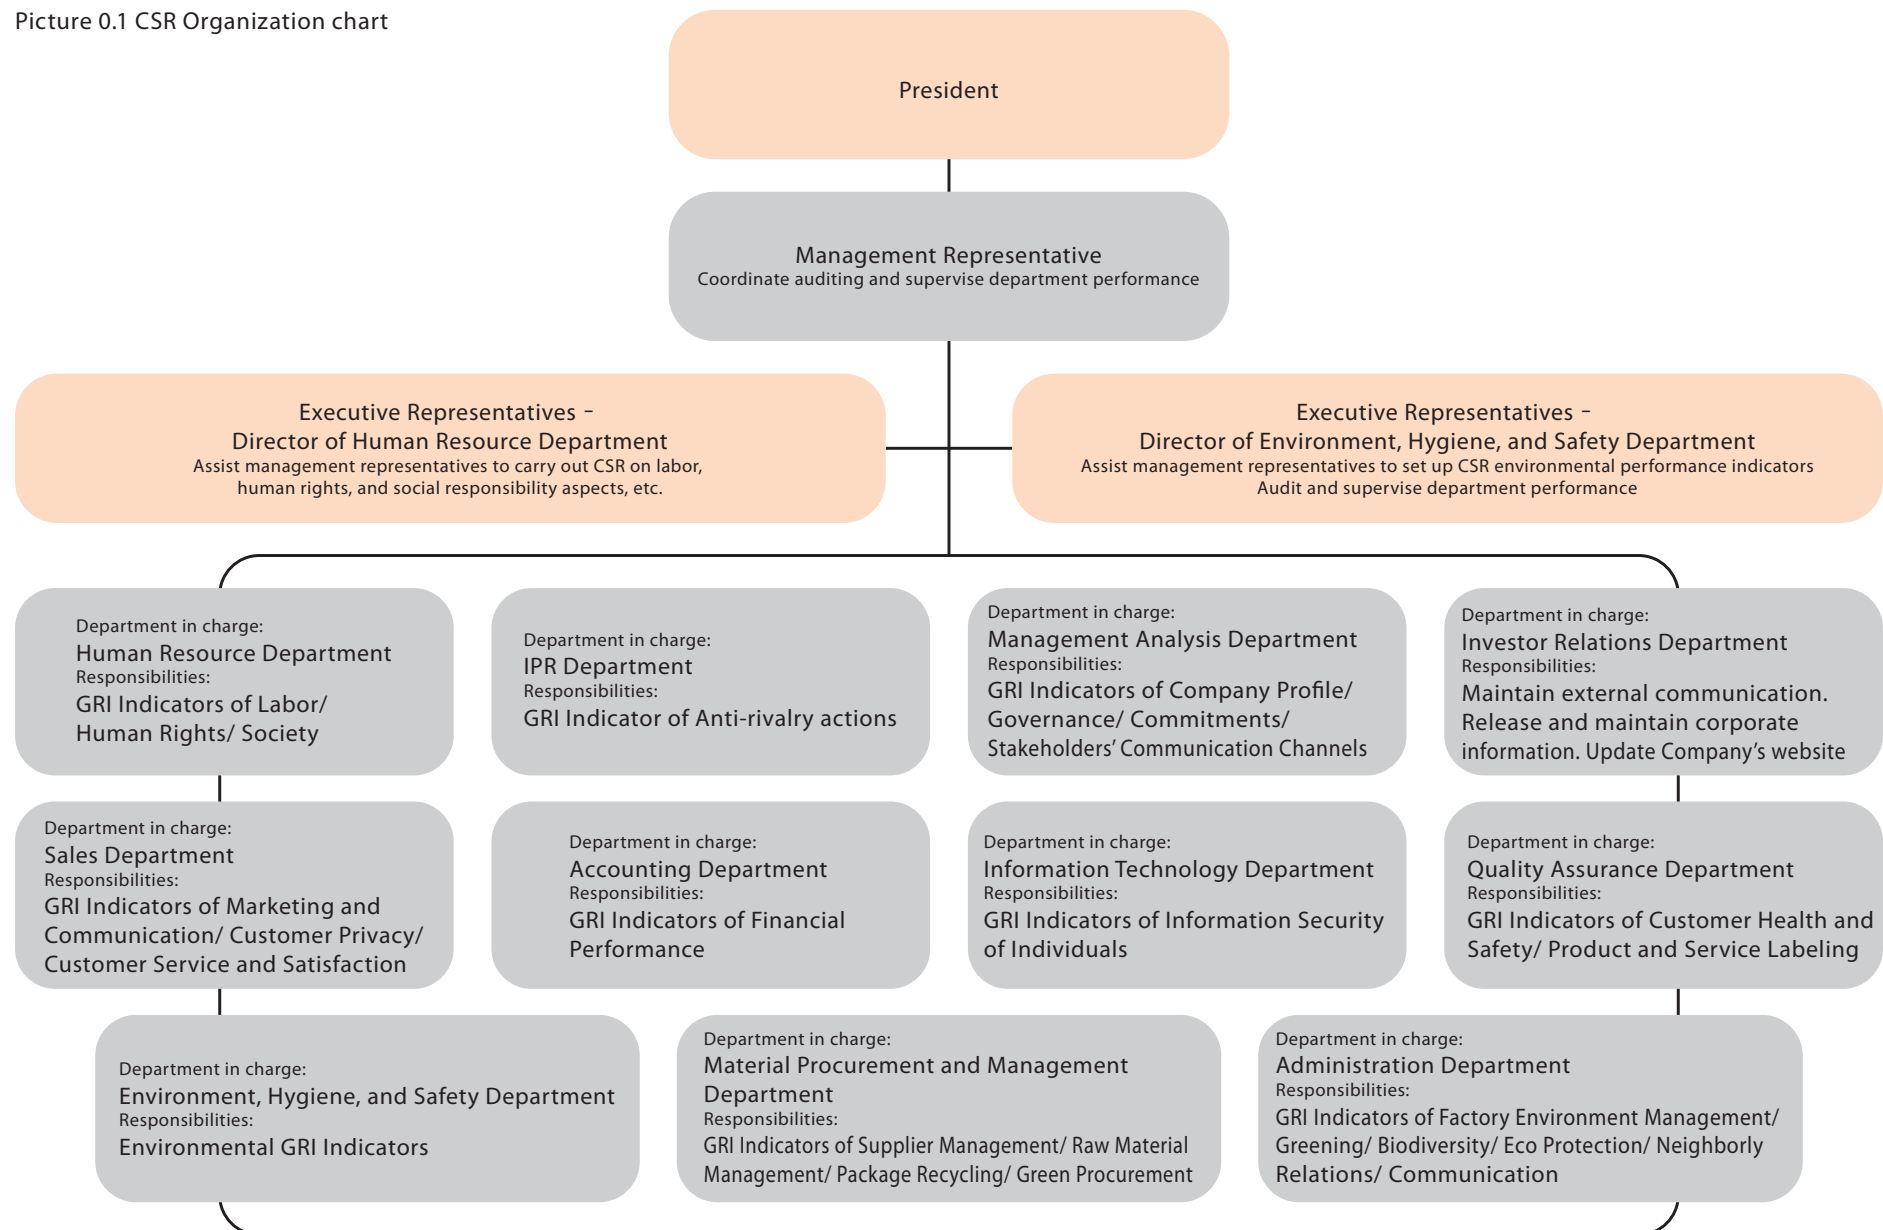 Picture 0.1 CSR Organization chart
President
Management Representative
Coordinate auditing and supervise department performance
Executive Representatives –
Director of Human Resource Department
Assist management representatives to carry out CSR on labor,
human rights, and social responsibility aspects, etc.
Executive Representatives –
Director of Environment, Hygiene, and Safety Department
Assist management representatives to set up CSR environmental performance indicators
Audit and supervise department performance
Department in charge:
Human Resource Department
Responsibilities:
GRI Indicators of Labor/
Human Rights/ Society
Department in charge:
IPR Department
Responsibilities:
GRI Indicator of Anti-rivalry actions
Department in charge:
Management Analysis Department
Responsibilities:
GRI Indicators of Company Profile/
Governance/ Commitments/
Stakeholders’ Communication Channels
Department in charge:
Investor Relations Department
Responsibilities:
Maintain external communication.
Release and maintain corporate
information. Update Company’s website
Department in charge:
Sales Department
Responsibilities:
GRI Indicators of Marketing and
Communication/ Customer Privacy/
Customer Service and Satisfaction
Department in charge:
Accounting Department
Responsibilities:
GRI Indicators of Financial
Performance
Department in charge:
Information Technology Department
Responsibilities:
GRI Indicators of Information Security
of Individuals
Department in charge:
Quality Assurance Department
Responsibilities:
GRI Indicators of Customer Health and
Safety/ Product and Service Labeling
Department in charge:
Environment, Hygiene, and Safety Department
Responsibilities:
Environmental GRI Indicators
Department in charge:
Material Procurement and Management
Department
Responsibilities:
GRI Indicators of Supplier Management/ Raw Material
Management/ Package Recycling/ Green Procurement
Department in charge:
Administration Department
Responsibilities:
GRI Indicators of Factory Environment Management/
Greening/ Biodiversity/ Eco Protection/ Neighborly
Relations/ Communication